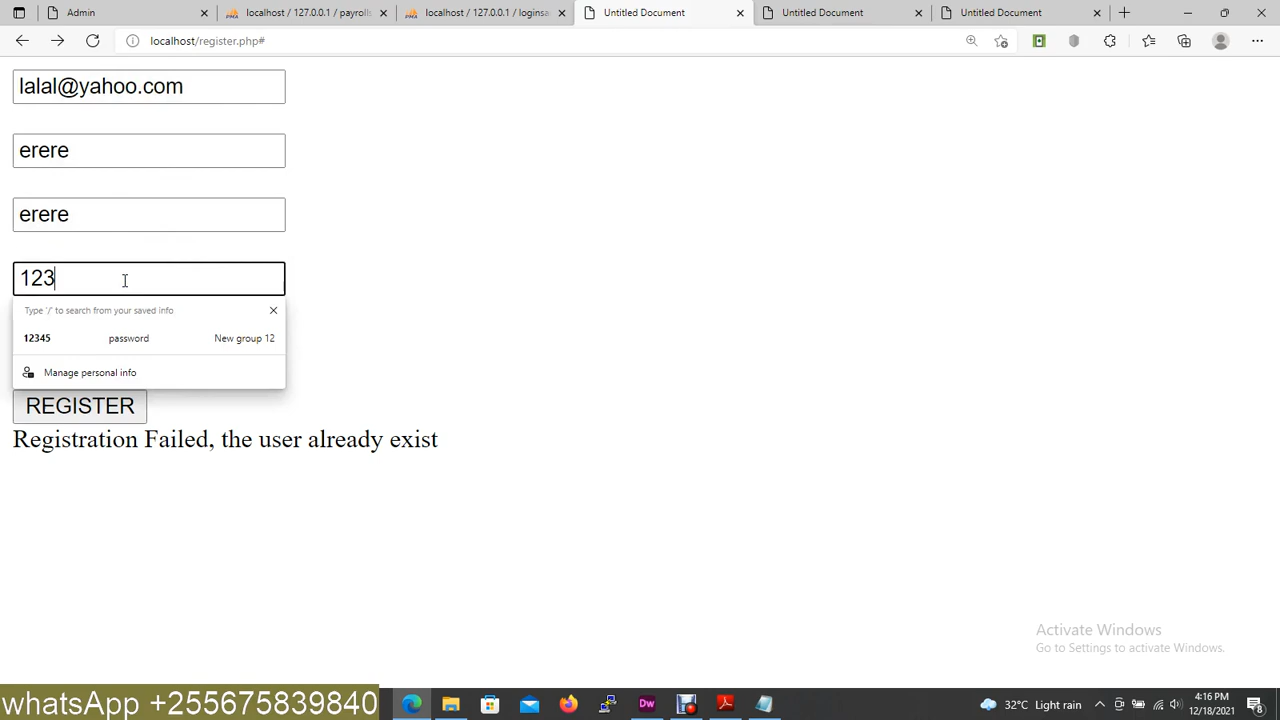 Admin
localhost / 127.0.0.1 / payrolls
localhost / 127.0.0.1 / loginsa
Untitled Document
Untitled Document
Untitled Document
localhost/register.php#
lalal@yahoo.com
erere
erere
123
Type '/' to search from your saved info
12345 password New group 12
Manage personal info
REGISTER
Registration Failed, the user already exist
Activate Windows
Go to Settings to activate Windows.
whatsApp +255675839840
Dw
32°C Light rain
4:16 PM
12/18/2021
8